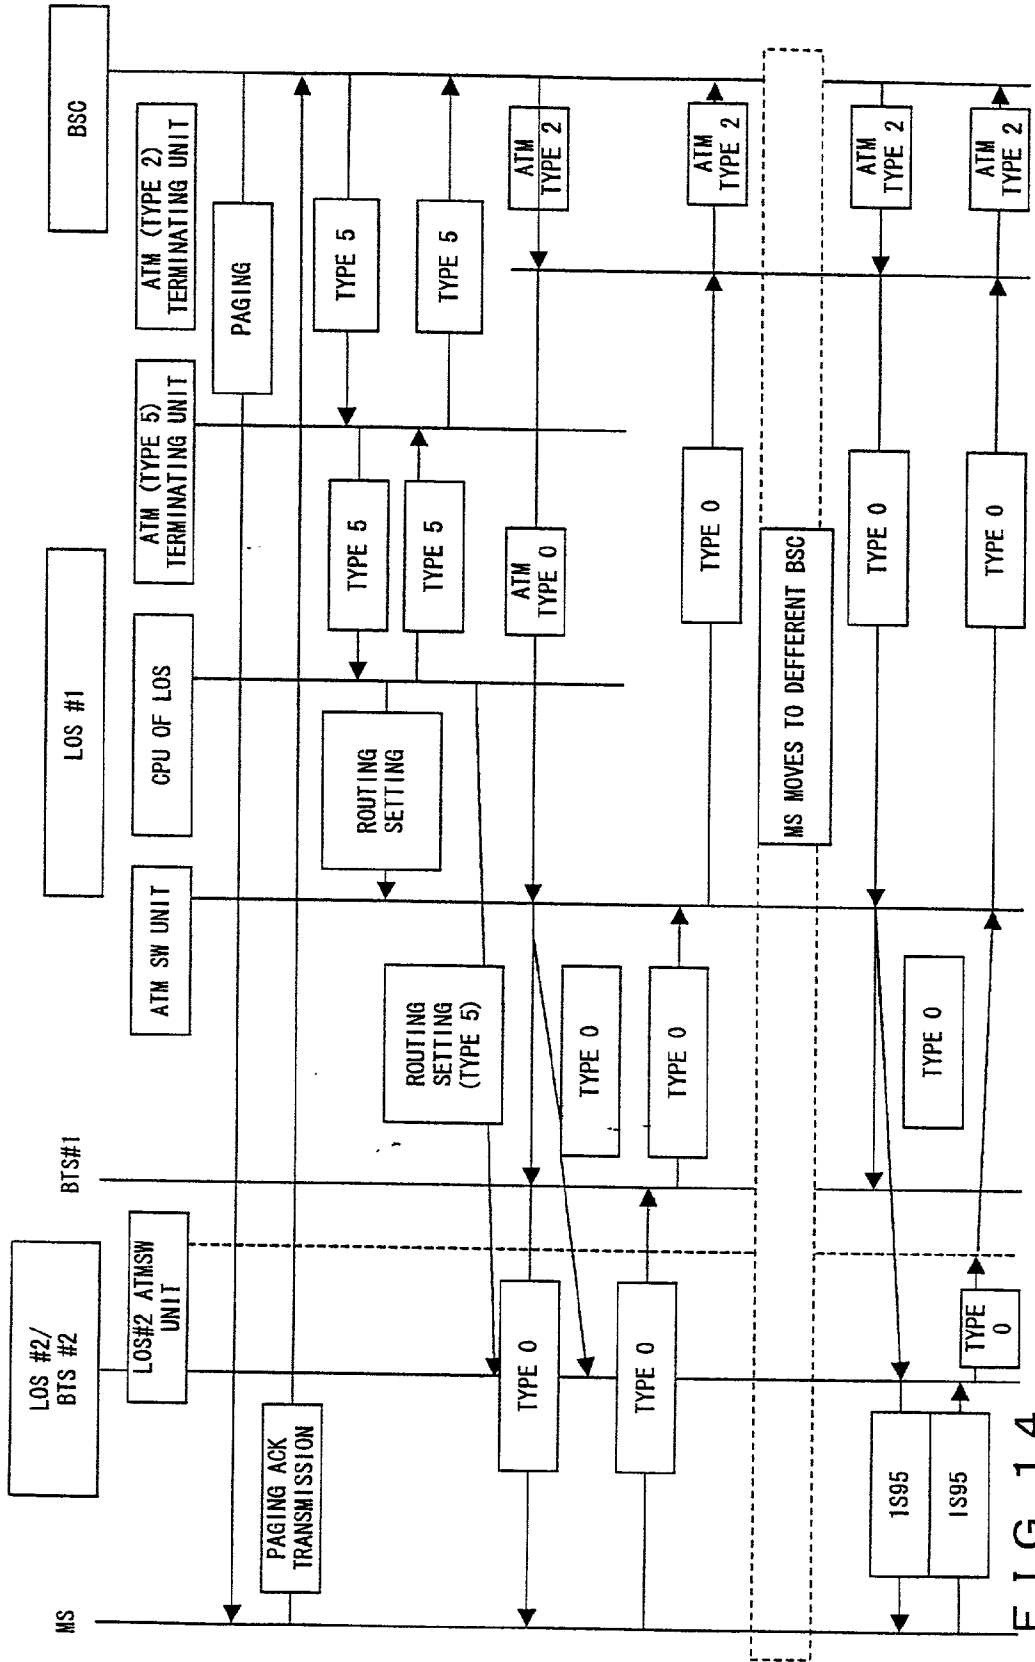 MS
LOS #2/
BTS #2
LOS#2 ATMSW
UNIT
BTS#1
LOS #1
ATM SW UNIT
CPU OF LOS
ATM (TYPE 5)
TERMINATING UNIT
ATM (TYPE 2)
TERMINATING UNIT
BSC
PAGING
PAGING ACK
TRANSMISSION
ROUTING
SETTING
TYPE 5
TYPE 5
TYPE 5
TYPE 5
ROUTING
SETTING
(TYPE 5)
TYPE 0
ATM
TYPE 0
ATM
TYPE 2
TYPE 0
TYPE 0
TYPE 0
TYPE 0
ATM
TYPE 2
MS MOVES TO DEFFERENT BSC
IS95
TYPE 0
TYPE 0
ATM
TYPE 2
IS95
TYPE
0
TYPE 0
ATM
TYPE 2
FIG. 14